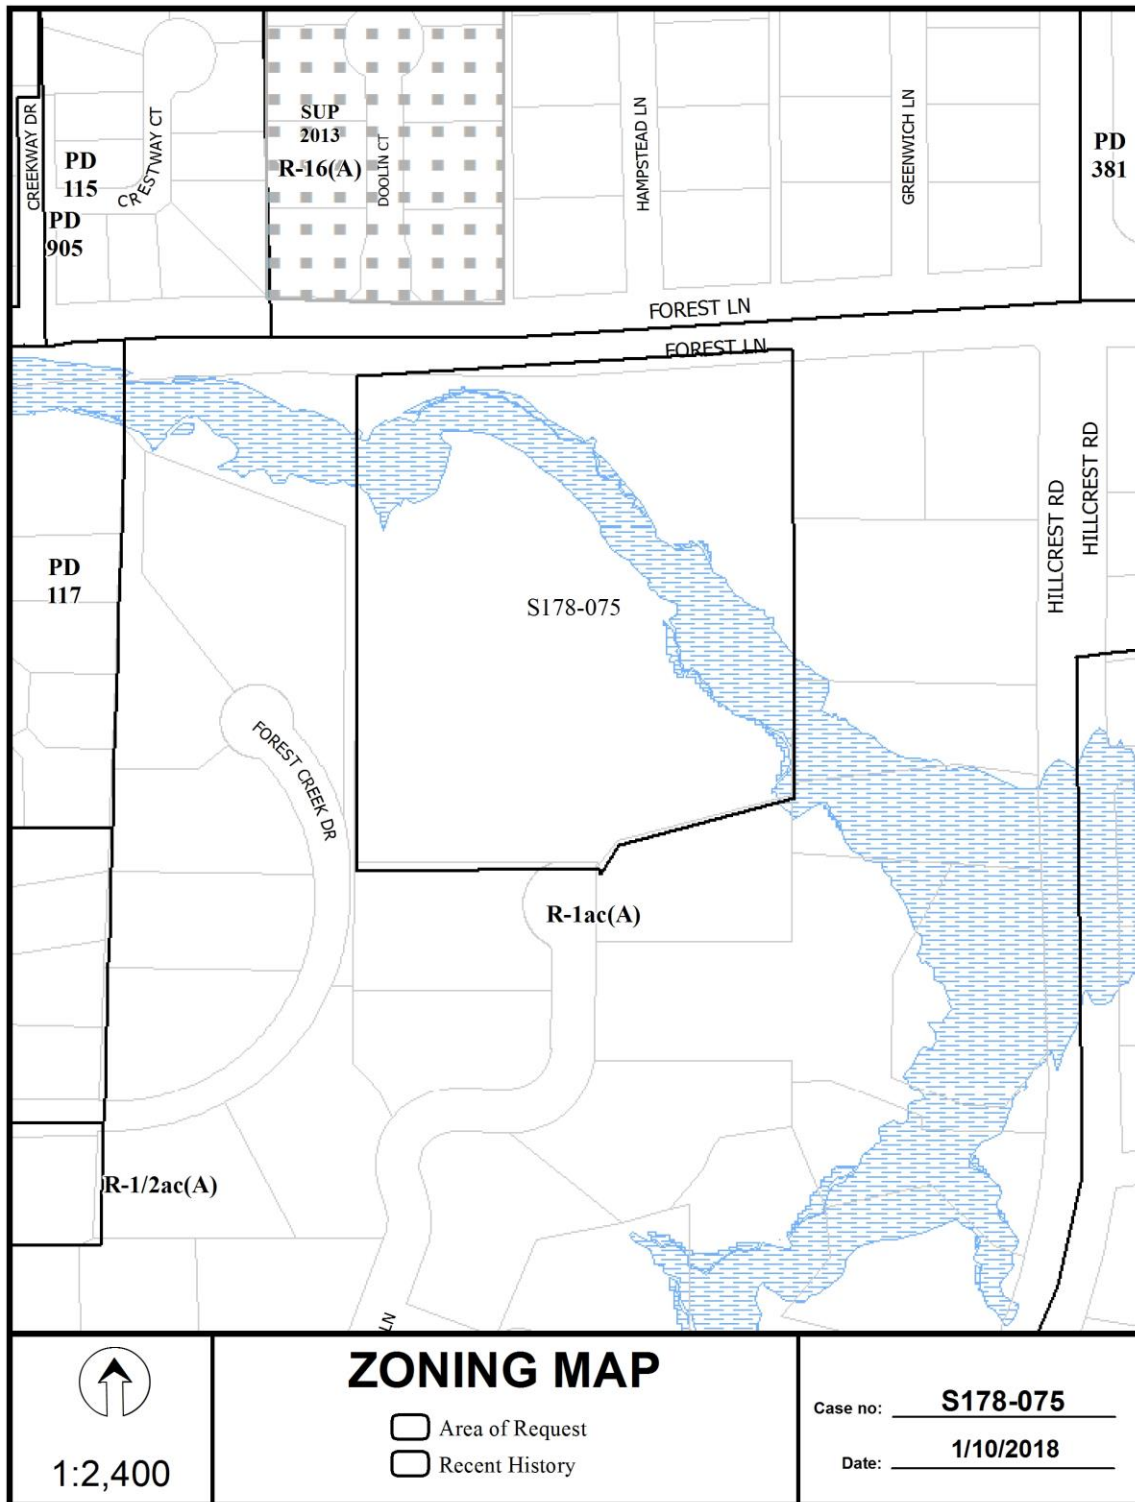 CREEKWAY DR
PD
115
CRESTWAY CT
PD
905
SUP
2013
R-16(A)
DOOLIN CT
HAMPSTEAD LN
GREENWICH LN
PD
381
FOREST LN
FOREST LN
HILLCREST RD
HILLCREST RD
PD
117
S178-075
FOREST CREEK DR
R-1ac(A)
R-1/2ac(A)
LN
1:2,400
ZONING MAP
Area of Request
Recent History
Case no: S178-075
Date: 1/10/2018